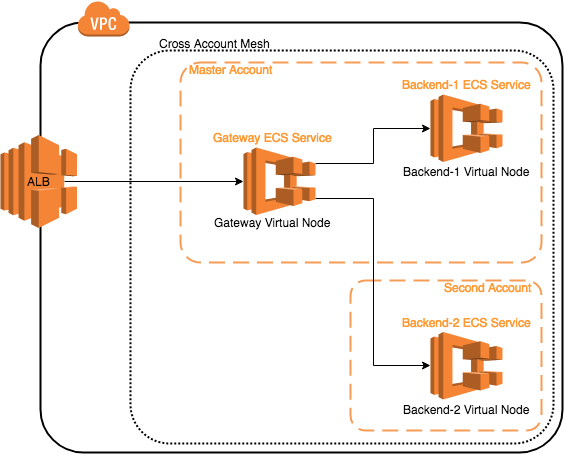 VPC
Cross Account Mesh
Master Account
Backend-1 ECS Service
Gateway ECS Service
Backend-1 Virtual Node
ALB
Gateway Virtual Node
Second Account
Backend-2 ECS Service
Backend-2 Virtual Node